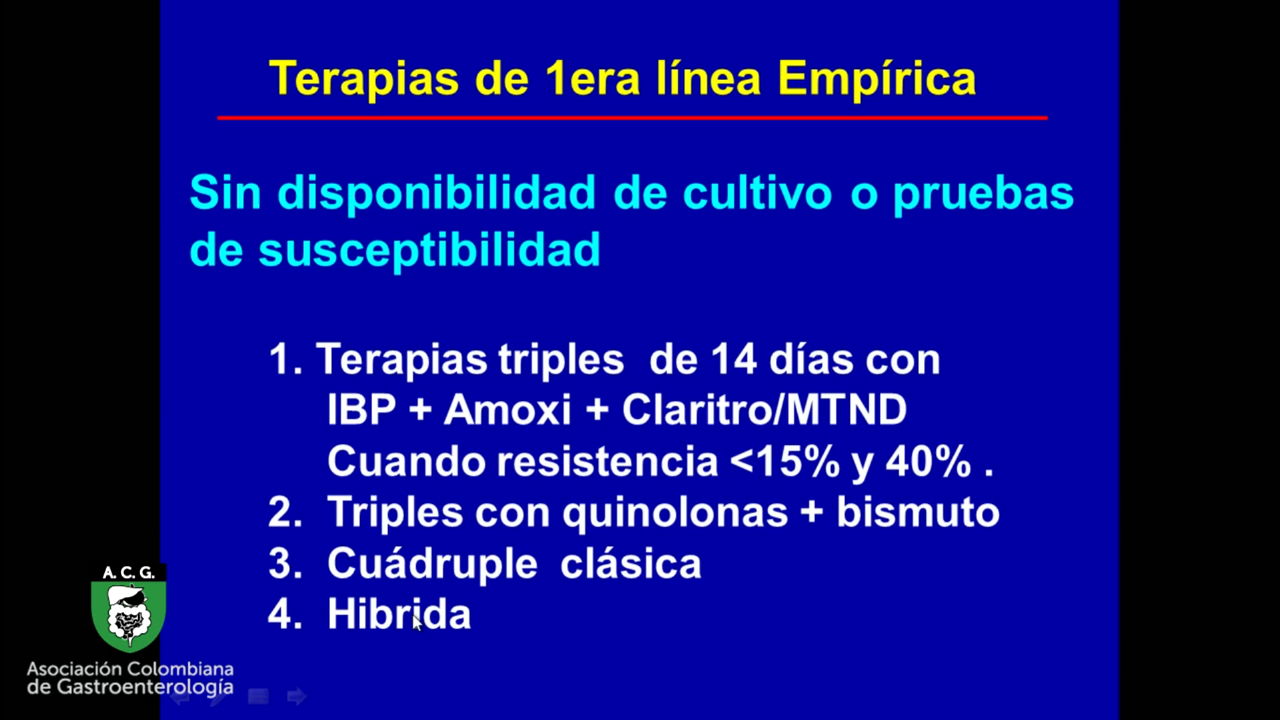 Terapias de 1era línea Empírica
Sin disponibilidad de cultivo o pruebas
de susceptibilidad
1. Terapias triples de 14 días con
IBP + Amoxi + Claritro/MTND
Cuando resistencia <15% y 40% .
2. Triples con quinolonas + bismuto
3. Cuádruple clásica
4. Hibrida
A. C. G.
Asociación Colombiana
de Gastroenterología